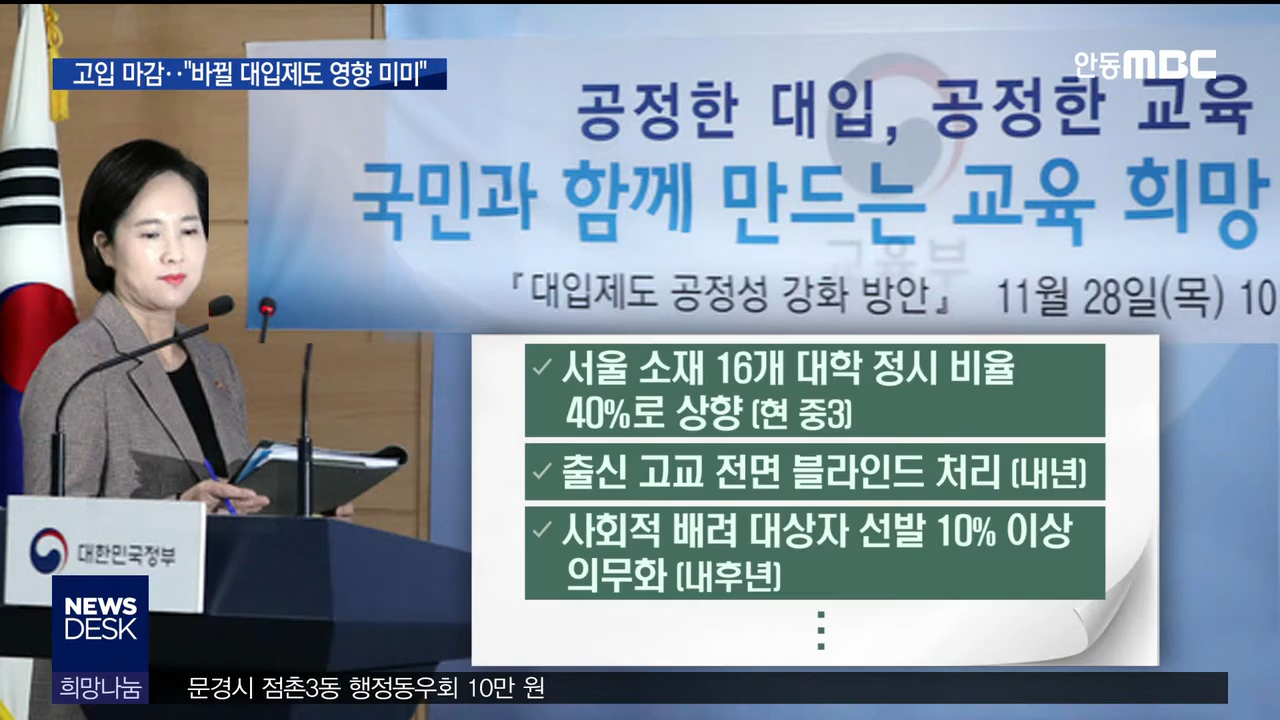 고입 마감‥"바뀔 대입제도 영향 미미"
안동MBC
공정한 대입, 공정한 교육
국민과 함께 만드는 교육 희망
교육부
『대입제도 공정성 강화 방안』 11월 28일(목) 10
서울 소재 16개 대학 정시 비율
40%로 상향 (현 중3)
출신 고교 전면 블라인드 처리 (내년)
사회적 배려 대상자 선발 10% 이상
의무화 (내후년)
대한민국정부
NEWS
DESK
희망나눔 문경시 점촌3동 행정동우회 10만 원